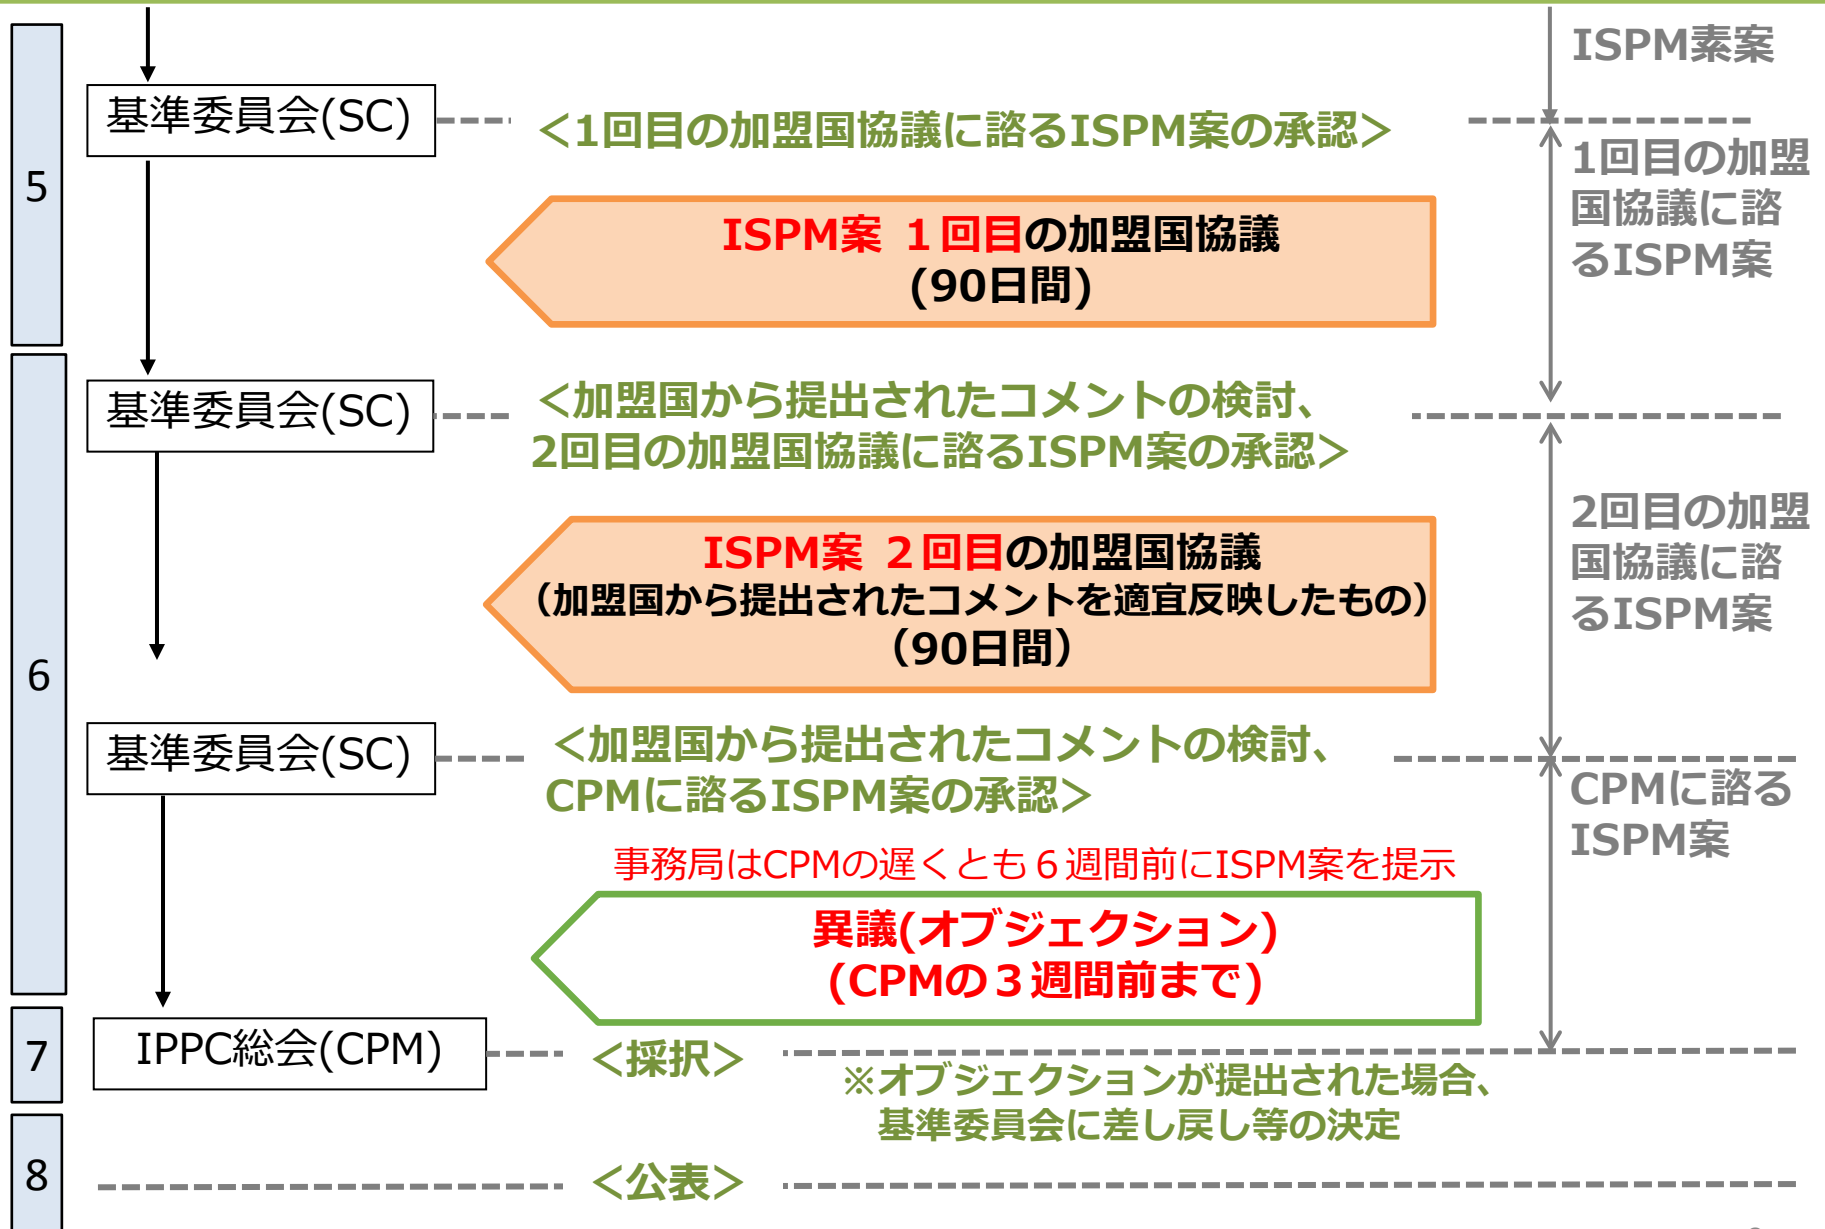 ISPM素案
5
基準委員会(SC)
＜1回目の加盟国協議に諮るISPM案の承認＞
1回目の加盟
国協議に諮
るISPM案
ISPM案 １回目の加盟国協議
(90日間)
6
基準委員会(SC)
＜加盟国から提出されたコメントの検討、
2回目の加盟国協議に諮るISPM案の承認＞
2回目の加盟
国協議に諮
るISPM案
ISPM案 ２回目の加盟国協議
（加盟国から提出されたコメントを適宜反映したもの）
（90日間）
基準委員会(SC)
＜加盟国から提出されたコメントの検討、
CPMに諮るISPM案の承認＞
CPMに諮る
ISPM案
事務局はCPMの遅くとも６週間前にISPM案を提示
異議(オブジェクション)
(CPMの３週間前まで)
7
IPPC総会(CPM)
＜採択＞
※オブジェクションが提出された場合、
基準委員会に差し戻し等の決定
8
＜公表＞